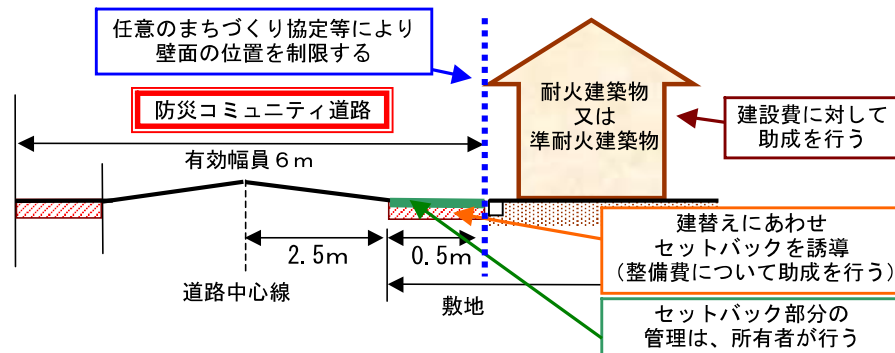 任意のまちづくり協定等により
壁面の位置を制限する
防災コミュニティ道路
有効幅員６ｍ
耐火建築物
又は
準耐火建築物
建設費に対して
助成を行う
2.5ｍ
0.5ｍ
道路中心線
敷地
建替えにあわせ
セットバックを誘導
(整備費について助成を行う)
セットバック部分の
管理は、所有者が行う